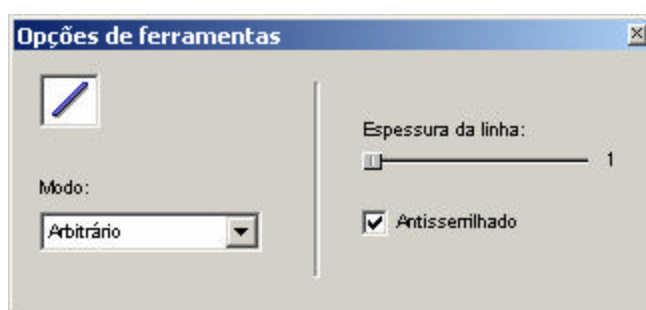 Opções de ferramentas
Espessura da linha:
1
Modo:
Arbitrário
Antisserrilhado